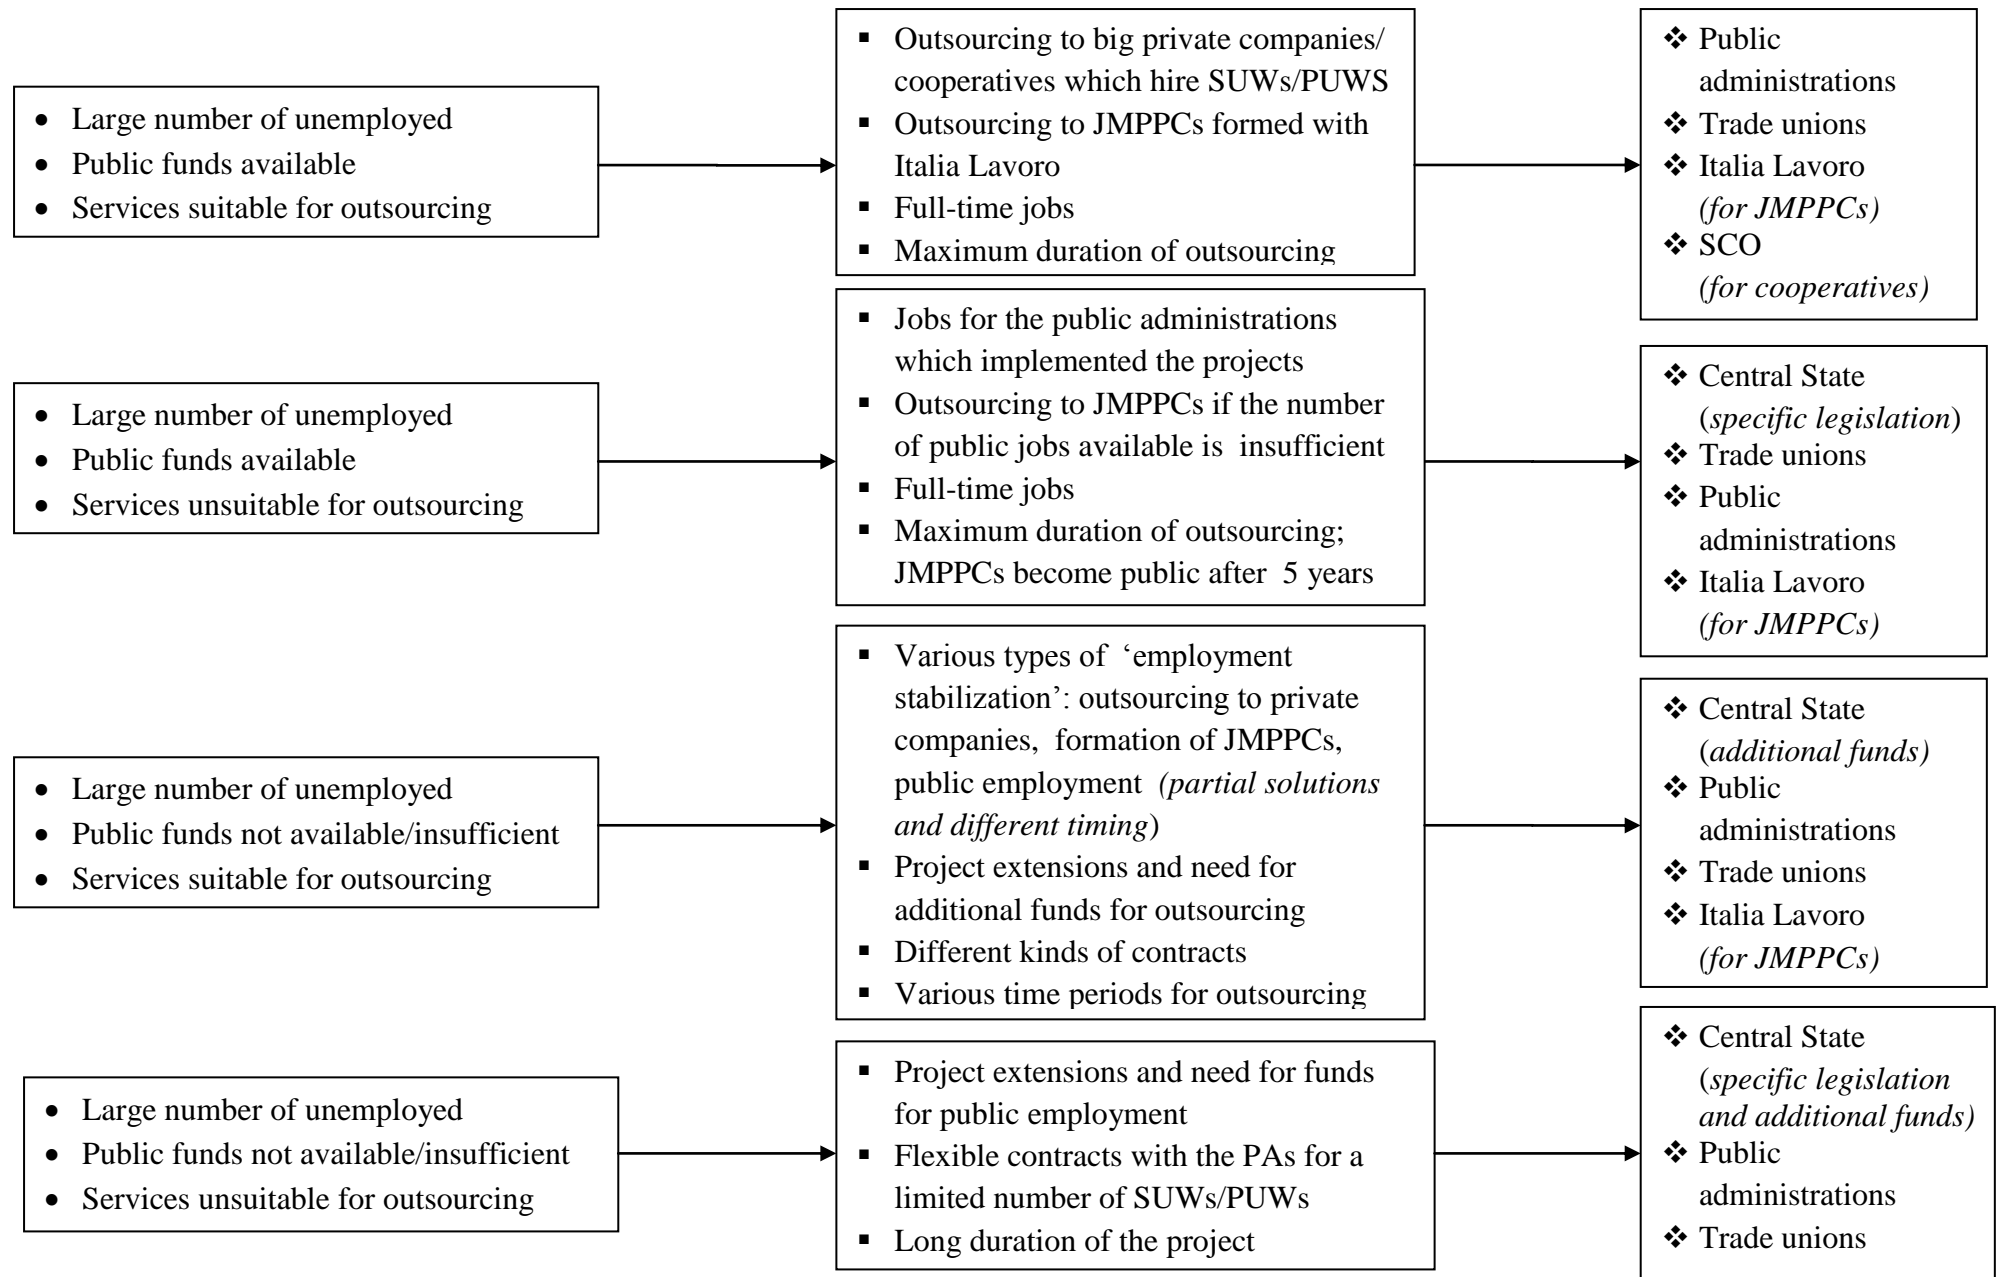 • Large number of unemployed
• Public funds available
• Services suitable for outsourcing
▪ Outsourcing to big private companies/
cooperatives which hire SUWs/PUWS
▪ Outsourcing to JMPPCs formed with
Italia Lavoro
▪ Full-time jobs
▪ Maximum duration of outsourcing
❖ Public
administrations
❖ Trade unions
❖ Italia Lavoro
(for JMPPCs)
❖ SCO
(for cooperatives)
• Large number of unemployed
• Public funds available
• Services unsuitable for outsourcing
▪ Jobs for the public administrations
which implemented the projects
▪ Outsourcing to JMPPCs if the number
of public jobs available is insufficient
▪ Full-time jobs
▪ Maximum duration of outsourcing;
JMPPCs become public after 5 years
❖ Central State
(specific legislation)
❖ Trade unions
❖ Public
administrations
❖ Italia Lavoro
(for JMPPCs)
• Large number of unemployed
• Public funds not available/insufficient
• Services suitable for outsourcing
▪ Various types of ‘employment
stabilization’: outsourcing to private
companies, formation of JMPPCs,
public employment (partial solutions
and different timing)
▪ Project extensions and need for
additional funds for outsourcing
▪ Different kinds of contracts
▪ Various time periods for outsourcing
❖ Central State
(additional funds)
❖ Public
administrations
❖ Trade unions
❖ Italia Lavoro
(for JMPPCs)
• Large number of unemployed
• Public funds not available/insufficient
• Services unsuitable for outsourcing
▪ Project extensions and need for funds
for public employment
▪ Flexible contracts with the PAs for a
limited number of SUWs/PUWs
▪ Long duration of the project
❖ Central State
(specific legislation
and additional funds)
❖ Public
administrations
❖ Trade unions